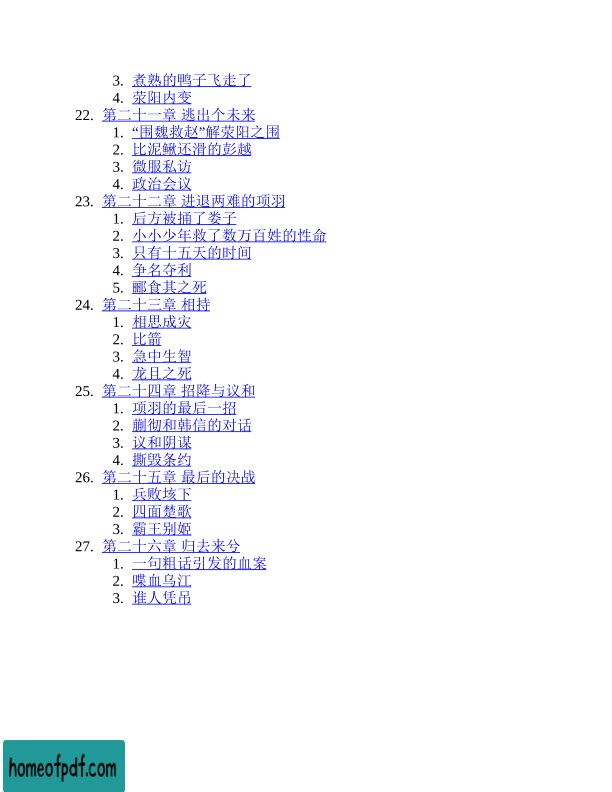 3. 煮熟的鸭子飞走了
4. 荥阳内变
22. 第二十一章 逃出个未来
1. “围魏救赵”解荥阳之围
2. 比泥鳅还滑的彭越
3. 微服私访
4. 政治会议
23. 第二十二章 进退两难的项羽
1. 后方被捅了娄子
2. 小小少年救了数万百姓的性命
3. 只有十五天的时间
4. 争名夺利
5. 郦食其之死
24. 第二十三章 相持
1. 相思成灾
2. 比箭
3. 急中生智
4. 龙且之死
25. 第二十四章 招降与议和
1. 项羽的最后一招
2. 蒯彻和韩信的对话
3. 议和阴谋
4. 撕毁条约
26. 第二十五章 最后的决战
1. 兵败垓下
2. 四面楚歌
3. 霸王别姬
27. 第二十六章 归去来兮
1. 一句粗话引发的血案
2. 喋血乌江
3. 谁人凭吊
homeofpdf.com